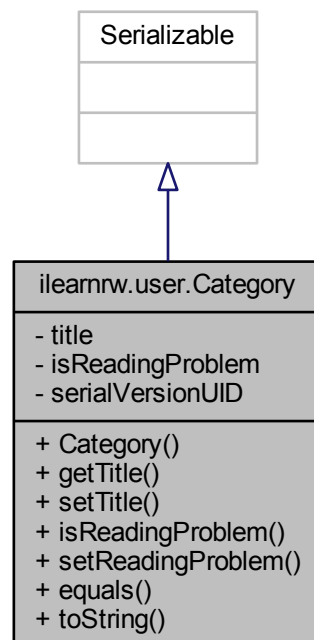 Serializable
ilearnrw.user.Category
- title
- isReadingProblem
- serialVersionUID
+ Category()
+ getTitle()
+ setTitle()
+ isReadingProblem()
+ setReadingProblem()
+ equals()
+ toString()